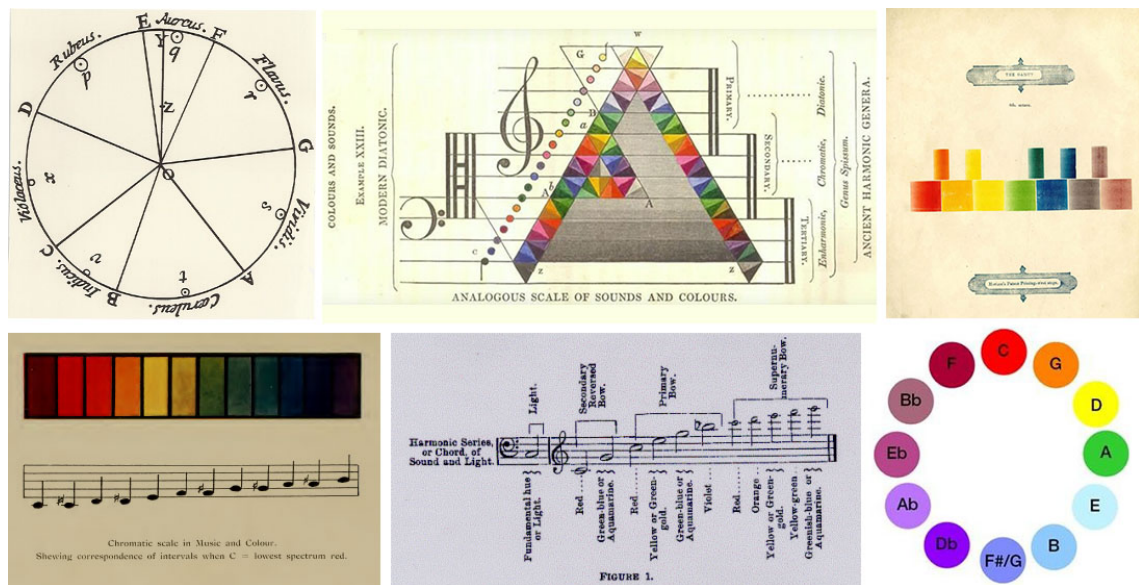 E
Aureus.
F
Rubeus.
Y
q
p
Flavus.
r
D
Z
O
G
Violaceus.
x
s
Viridis.
Indicus.
C
v
B
t
Cæruleus.
A
COLOURS AND SOUNDS.
EXAMPLE XXIII.
MODERN DIATONIC.
W
G
B
a
A
b
A
C
N
N
PRIMARY.
SECONDARY.
TERTIARY.
Diatonic.
Chromatic,
Enharmonic,
Genus Spissum.
ANCIENT HARMONIC GENERA.
ANALOGOUS SCALE OF SOUNDS AND COLOURS.
Chromatic scale in Music and Colour.
Shewing correspondence of intervals when C = lowest spectrum red.
Light.
Secondary
Reversed
Bow.
Primary
Bow.
Supernu-
merary Bow.
Harmonic Series,
or Chord, of
Sound and Light.
Fundamental hue
or Light.
Red
Green-blue or
Aquamarine.
Red
Yellow or Green-
gold.
Green-blue or
Aquamarine.
Violet
Red
Orange
Yellow or Green-
gold.
Yellow-green
Greenish-blue or
Aquamarine.
FIGURE 1.
C
G
D
A
E
B
F#/G
Db
Ab
Eb
Bb
F